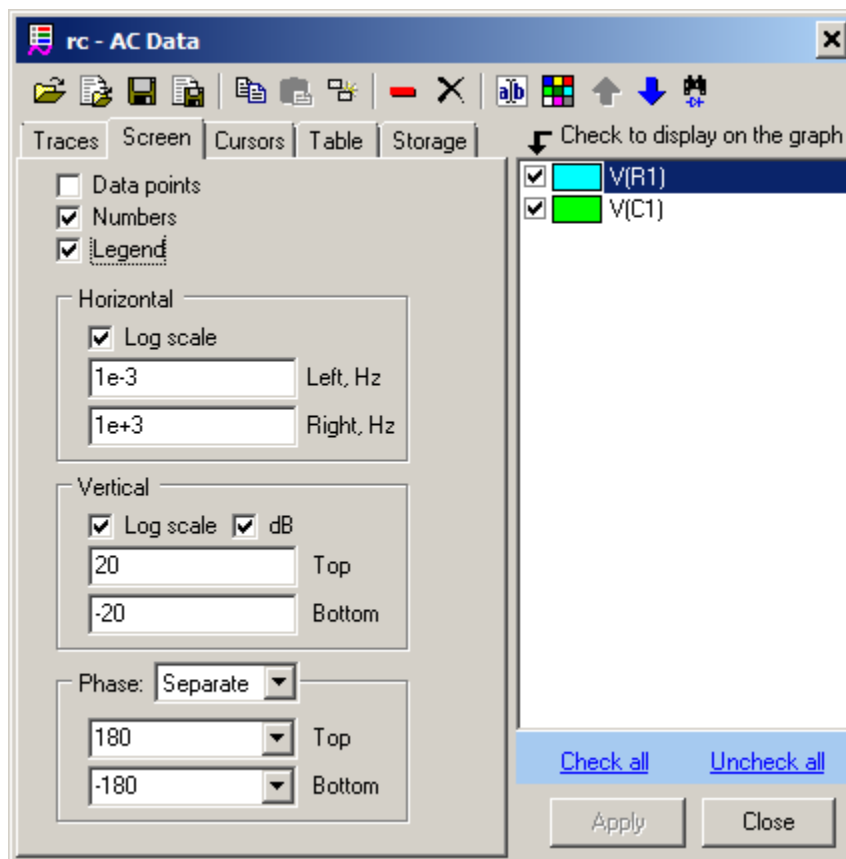 rc - AC Data
Traces Screen Cursors Table Storage
Check to display on the graph
Data points
Numbers
Legend
Horizontal
Log scale
1e-3 Left, Hz
1e+3 Right, Hz
Vertical
Log scale dB
20 Top
-20 Bottom
Phase: Separate
180 Top
-180 Bottom
V(R1)
V(C1)
Check all Uncheck all
Apply Close